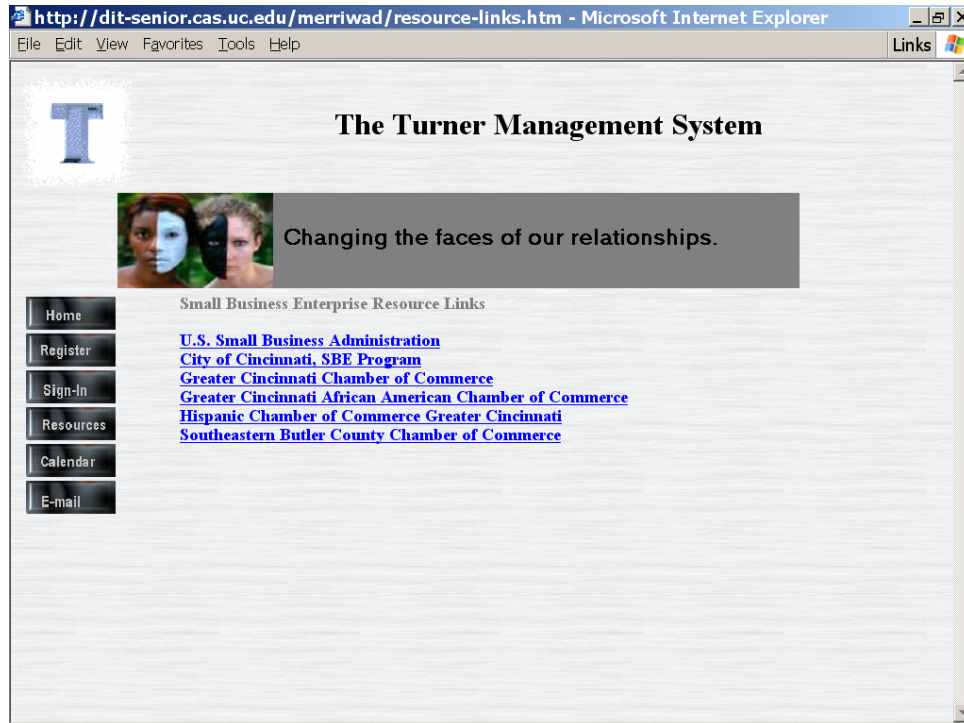 http://dit-senior.cas.uc.edu/merriwad/resource-links.htm - Microsoft Internet Explorer
File Edit View Favorites Tools Help Links
T
The Turner Management System
Changing the faces of our relationships.
Small Business Enterprise Resource Links
Home
Register
Sign-In
Resources
Calendar
E-mail
U.S. Small Business Administration
City of Cincinnati, SBE Program
Greater Cincinnati Chamber of Commerce
Greater Cincinnati African American Chamber of Commerce
Hispanic Chamber of Commerce Greater Cincinnati
Southeastern Butler County Chamber of Commerce